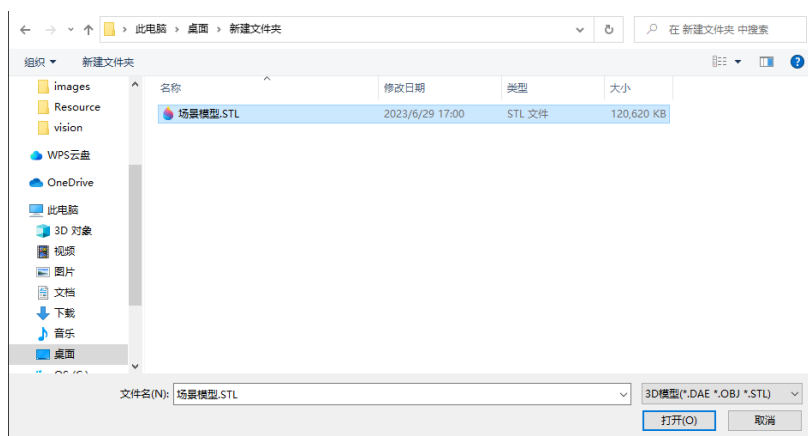 此电脑 › 桌面 › 新建文件夹
在 新建文件夹 中搜索
组织 新建文件夹
名称 修改日期 类型 大小
images
Resource
vision
WPS云盘
OneDrive
此电脑
3D 对象
视频
图片
文档
下载
音乐
桌面
场景模型.STL 2023/6/29 17:00 STL 文件 120,620 KB
文件名(N): 场景模型.STL
3D模型(*.DAE *.OBJ *.STL)
打开(O) 取消